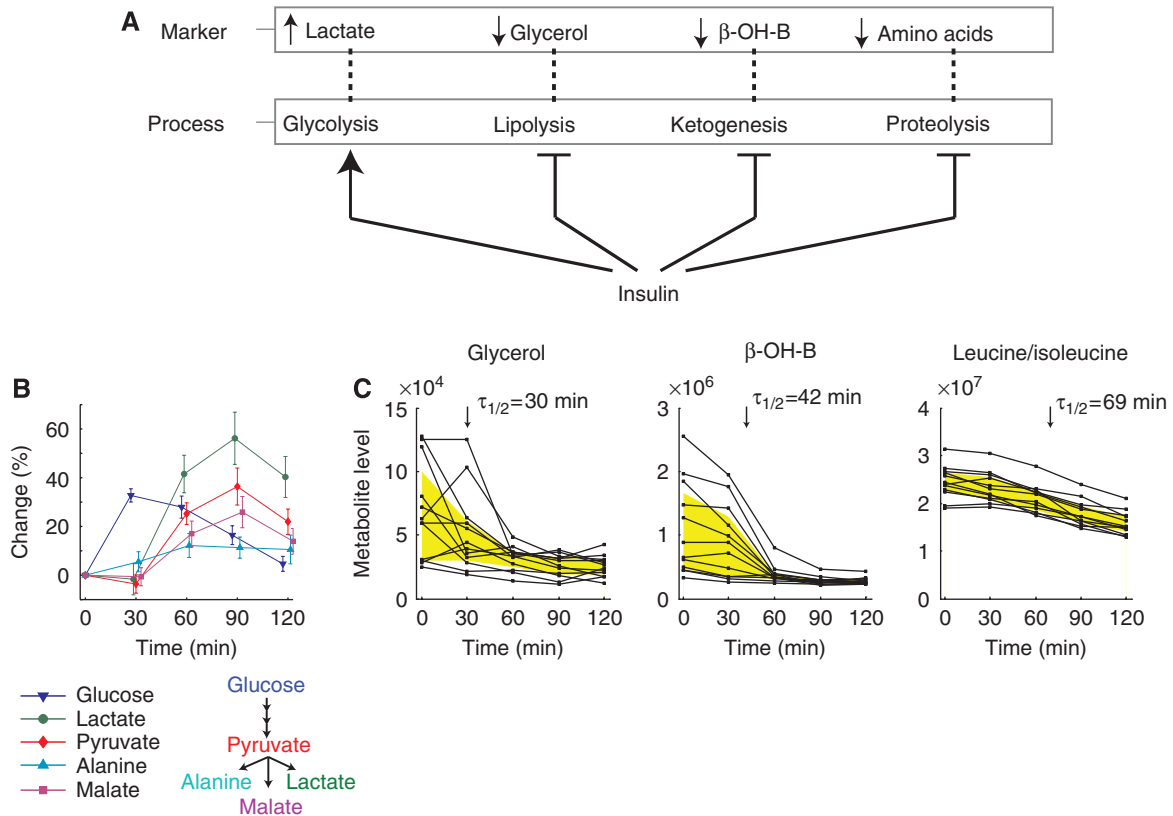 A
Marker
↑ Lactate ↓ Glycerol ↓ β-OH-B ↓ Amino acids
Process
Glycolysis Lipolysis Ketogenesis Proteolysis
Insulin
B
Change (%)
60
40
20
0
0 30 60 90 120
Time (min)
Glucose
Lactate
Pyruvate
Alanine
Malate
Glucose
Pyruvate
Alanine Lactate
Malate
C
Metabolite level
Glycerol
×10⁴
τ1/2=30 min
15
10
5
0
0 30 60 90 120
Time (min)
β-OH-B
×10⁶
τ1/2=42 min
3
2
1
0
0 30 60 90 120
Time (min)
Leucine/isoleucine
×10⁷
τ1/2=69 min
4
3
2
1
0
0 30 60 90 120
Time (min)